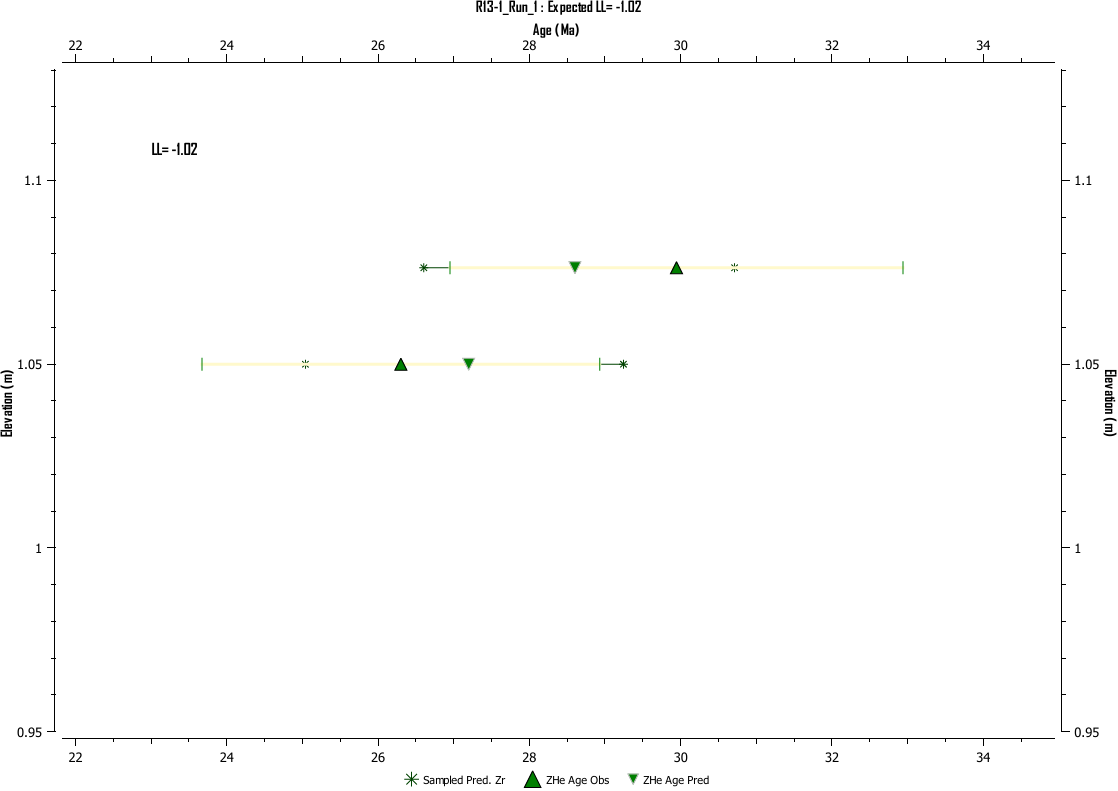 R13-1_Run_1 : Expected LL= -1.02
Age (Ma)
22 24 26 28 30 32 34
LL= -1.02
1.1 1.1
1.05 1.05
Elevation (m) Elevation (m)
1 1
0.95 0.95
22 24 26 28 30 32 34
Sampled Pred. Zr ZHe Age Obs ZHe Age Pred